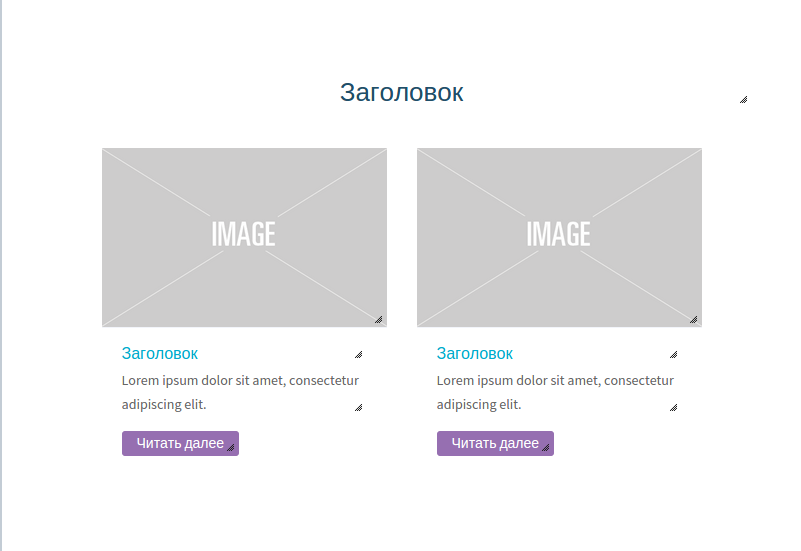 Заголовок
IMAGE
IMAGE
Заголовок
Lorem ipsum dolor sit amet, consectetur
adipiscing elit.
Читать далее
Заголовок
Lorem ipsum dolor sit amet, consectetur
adipiscing elit.
Читать далее